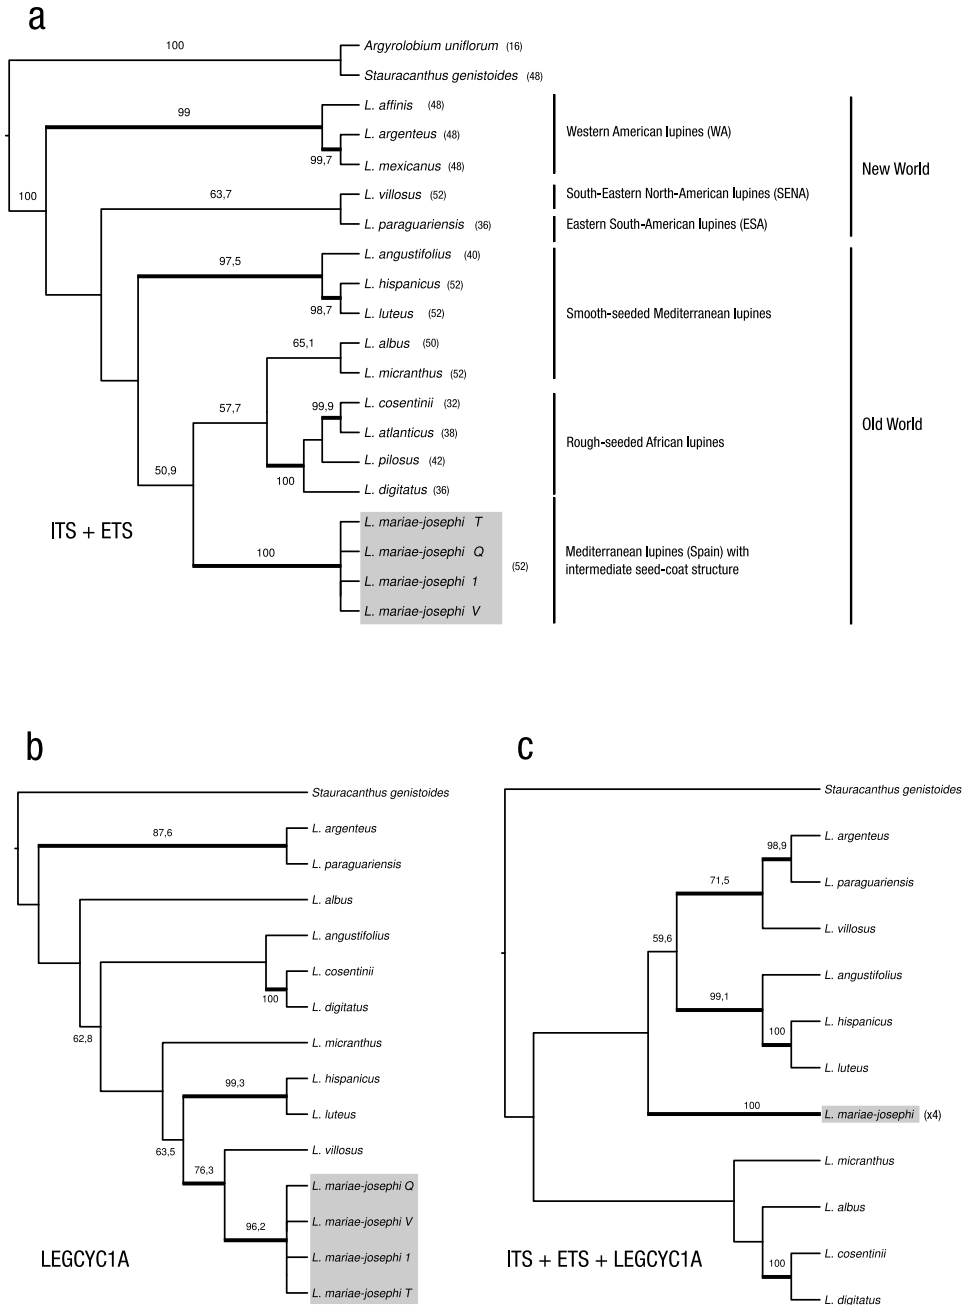 a
100
Argyrolobium uniflorum (16)
Stauracanthus genistoides (48)
99
L. affinis (48)
L. argenteus (48)
99,7
L. mexicanus (48)
Western American lupines (WA)
New World
100
63,7
L. villosus (52)
South-Eastern North-American lupines (SENA)
L. paraguariensis (36)
Eastern South-American lupines (ESA)
97,5
L. angustifolius (40)
L. hispanicus (52)
98,7
L. luteus (52)
Smooth-seeded Mediterranean lupines
65,1
L. albus (50)
L. micranthus (52)
57,7
99,9
L. cosentinii (32)
L. atlanticus (38)
Rough-seeded African lupines
Old World
50,9
L. pilosus (42)
100
L. digitatus (36)
ITS + ETS
100
L. mariae-josephi T
L. mariae-josephi Q
L. mariae-josephi 1
L. mariae-josephi V
(52)
Mediterranean lupines (Spain) with
intermediate seed-coat structure
b
Stauracanthus genistoides
87,6
L. argenteus
L. paraguariensis
L. albus
L. angustifolius
L. cosentinii
100
L. digitatus
62,8
L. micranthus
99,3
L. hispanicus
L. luteus
63,5
76,3
L. villosus
96,2
L. mariae-josephi Q
L. mariae-josephi V
L. mariae-josephi 1
L. mariae-josephi T
LEGCYC1A
c
Stauracanthus genistoides
98,9
L. argenteus
71,5
L. paraguariensis
L. villosus
59,6
99,1
L. angustifolius
L. hispanicus
100
L. luteus
100
L. mariae-josephi (x4)
L. micranthus
L. albus
L. cosentinii
100
L. digitatus
ITS + ETS + LEGCYC1A